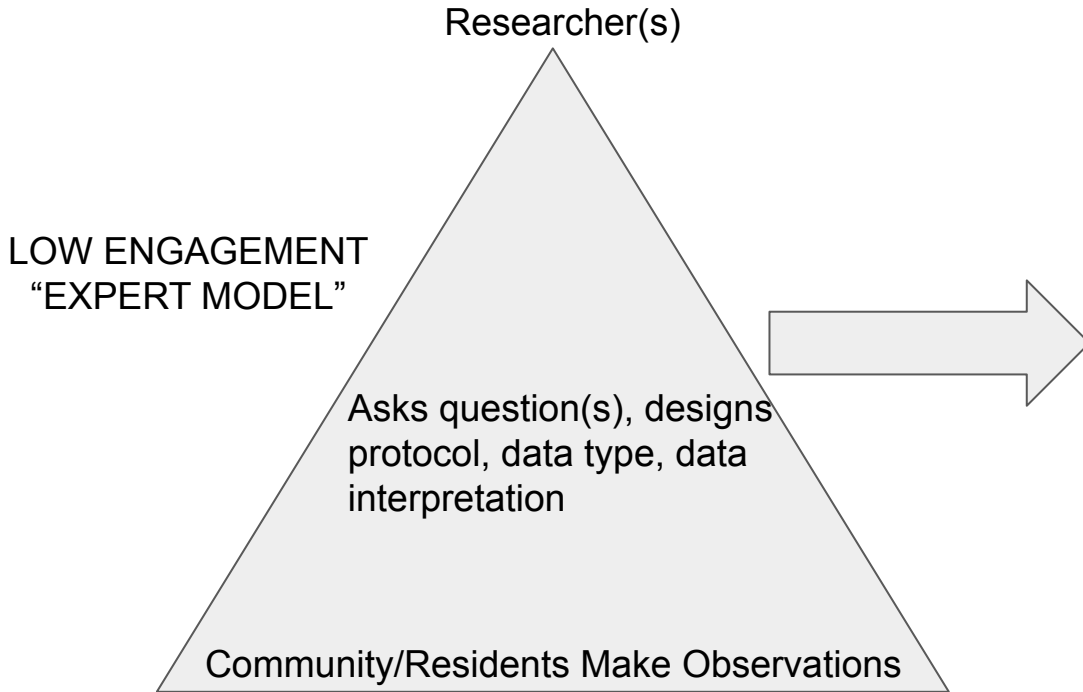 Researcher(s)
LOW ENGAGEMENT
“EXPERT MODEL”
Asks question(s), designs
protocol, data type, data
interpretation
Community/Residents Make Observations